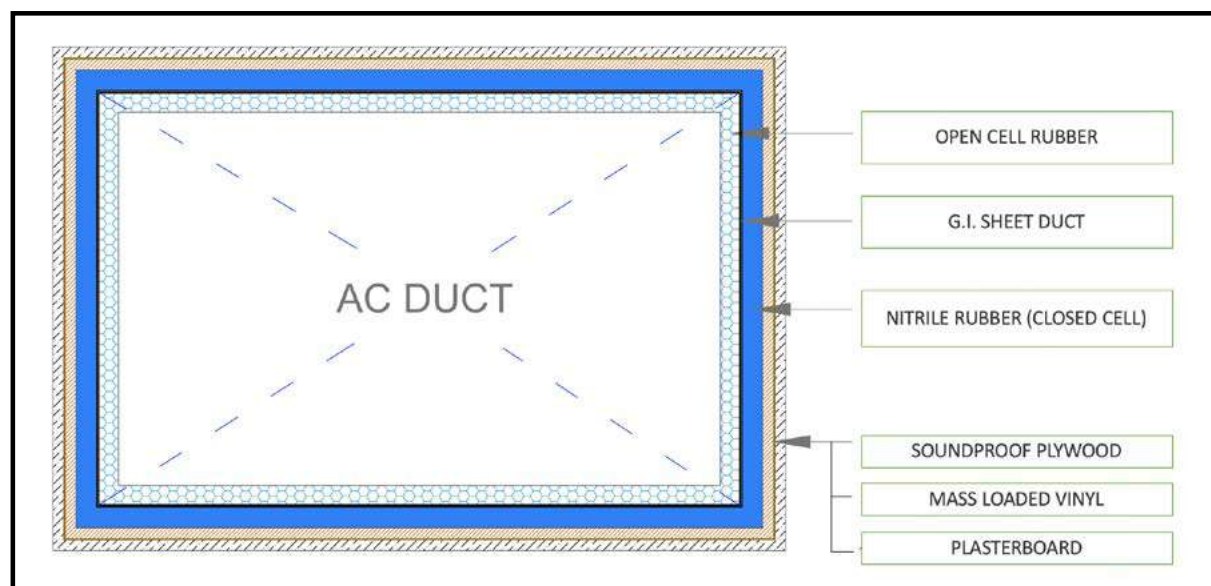 AC DUCT
OPEN CELL RUBBER
G.I. SHEET DUCT
NITRILE RUBBER (CLOSED CELL)
SOUNDPROOF PLYWOOD
MASS LOADED VINYL
PLASTERBOARD